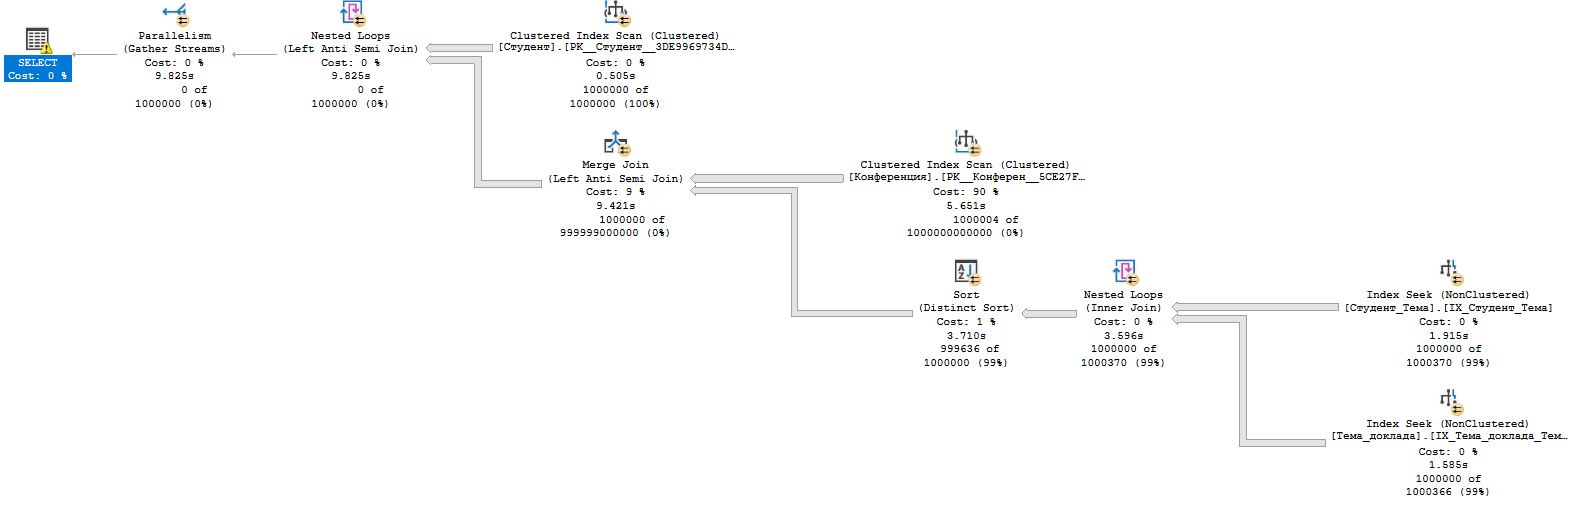 SELECT
Cost: 0 %
Parallelism
(Gather Streams)
Cost: 0 %
9.825s
0 of
1000000 (0%)
Nested Loops
(Left Anti Semi Join)
Cost: 0 %
9.825s
0 of
1000000 (0%)
Clustered Index Scan (Clustered)
[Студент].[PK__Студент__3DE9969734D…
Cost: 0 %
0.505s
1000000 of
1000000 (100%)
Merge Join
(Left Anti Semi Join)
Cost: 9 %
9.421s
1000000 of
999999000000 (0%)
Clustered Index Scan (Clustered)
[Конференция].[PK__Конферен__5CE27F…
Cost: 90 %
5.651s
1000004 of
1000000000000 (0%)
Sort
(Distinct Sort)
Cost: 1 %
3.710s
999636 of
1000000 (99%)
Nested Loops
(Inner Join)
Cost: 0 %
3.596s
1000000 of
1000370 (99%)
Index Seek (NonClustered)
[Студент_Тема].[IX_Студент_Тема]
Cost: 0 %
1.915s
1000000 of
1000370 (99%)
Index Seek (NonClustered)
[Тема_доклада].[IX_Тема_доклада_Тем…
Cost: 0 %
1.585s
1000000 of
1000366 (99%)